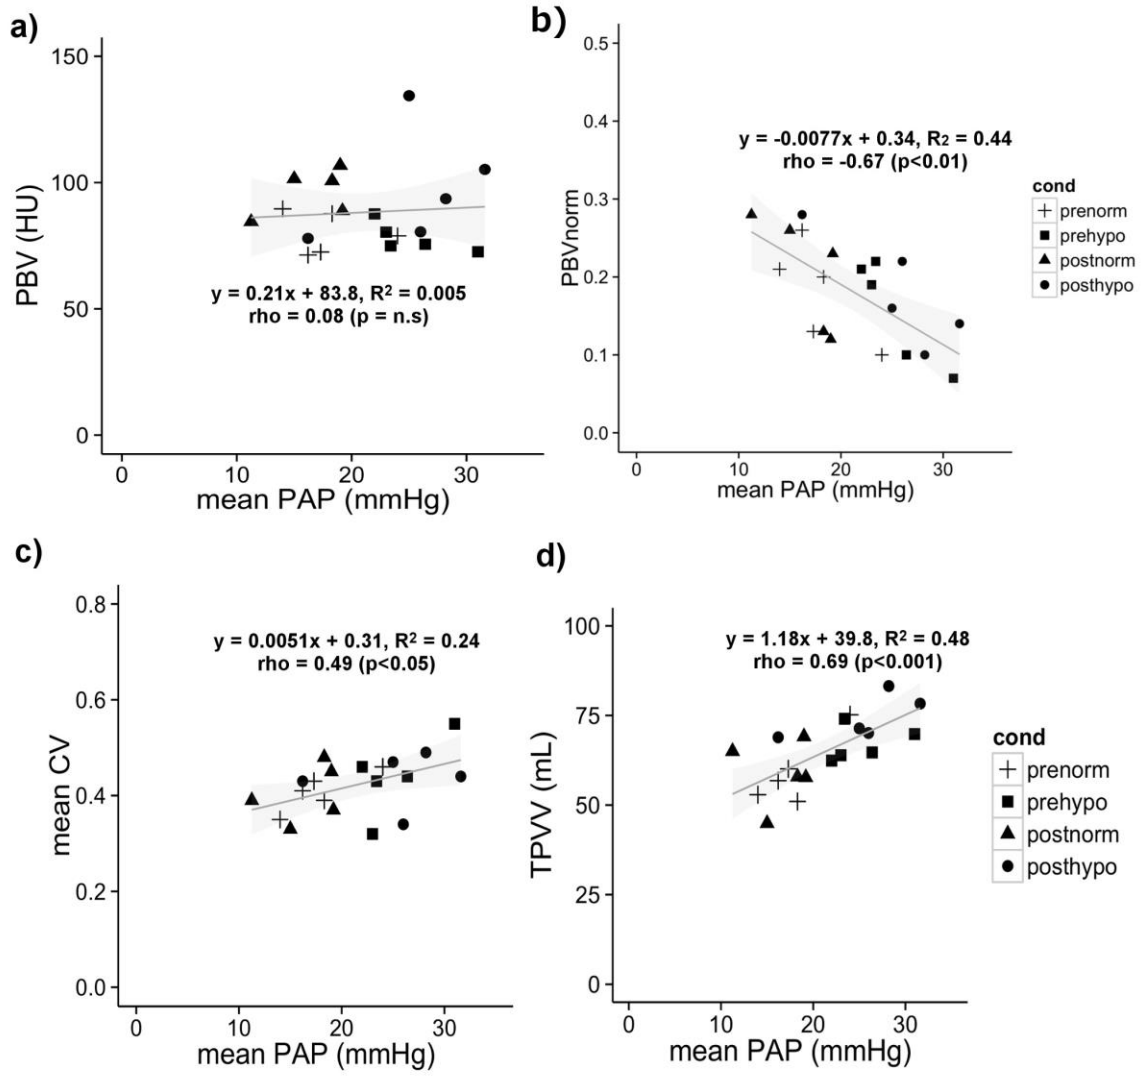 a)
150
100
50
0
PBV (HU)
y = 0.21x + 83.8, R² = 0.005
rho = 0.08 (p = n.s)
0 10 20 30
mean PAP (mmHg)
b)
0.5
0.4
0.3
0.2
0.1
0.0
PBVnorm
y = -0.0077x + 0.34, R2 = 0.44
rho = -0.67 (p<0.01)
0 10 20 30
mean PAP (mmHg)
cond
prenorm
prehypo
postnorm
posthypo
c)
0.8
0.6
0.4
0.2
0.0
mean CV
y = 0.0051x + 0.31, R² = 0.24
rho = 0.49 (p<0.05)
0 10 20 30
mean PAP (mmHg)
d)
100
75
50
25
0
TPVV (mL)
y = 1.18x + 39.8, R² = 0.48
rho = 0.69 (p<0.001)
0 10 20 30
mean PAP (mmHg)
cond
prenorm
prehypo
postnorm
posthypo